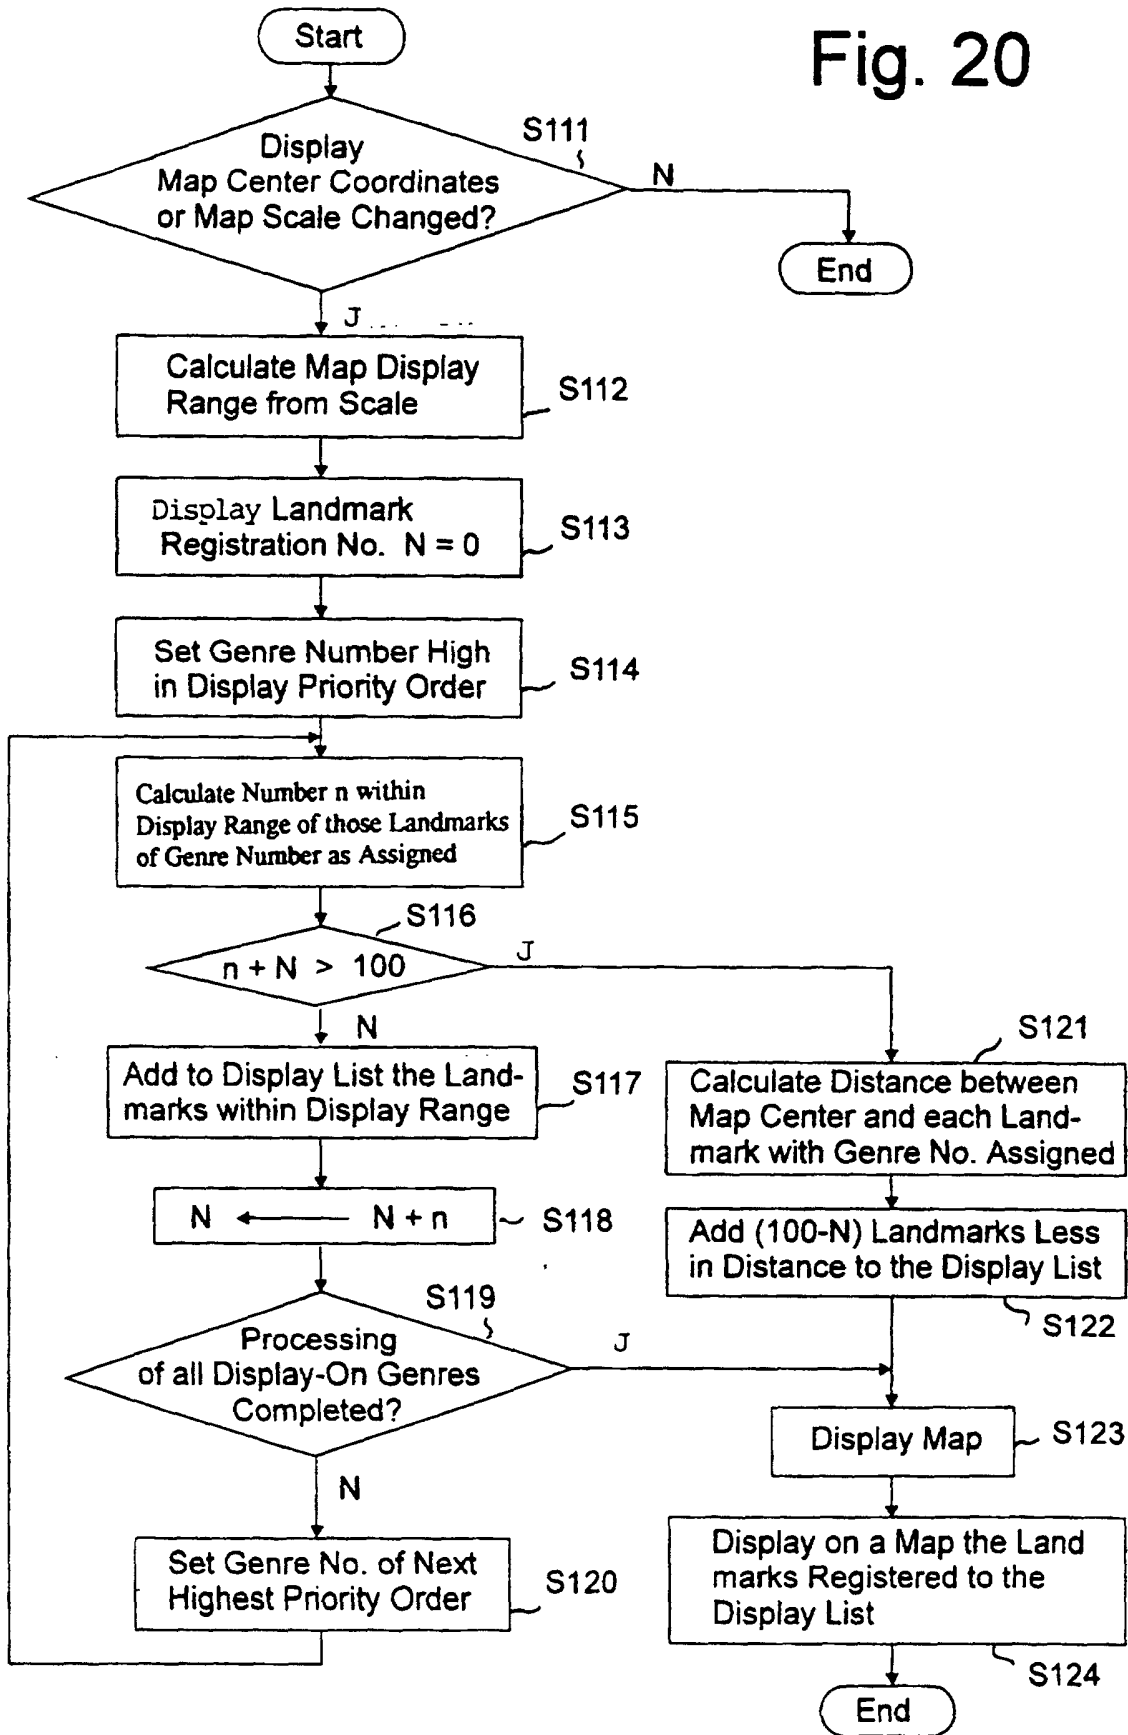 Fig. 20
Start
S111
Display
Map Center Coordinates
or Map Scale Changed?
N
End
J
Calculate Map Display
Range from Scale
S112
Display Landmark
Registration No. N = 0
S113
Set Genre Number High
in Display Priority Order
S114
Calculate Number n within
Display Range of those Landmarks
of Genre Number as Assigned
S115
S116
n + N > 100
J
N
Add to Display List the Land-
marks within Display Range
S117
N ← N + n
S118
S119
Processing
of all Display-On Genres
Completed?
J
N
Set Genre No. of Next
Highest Priority Order
S120
S121
Calculate Distance between
Map Center and each Land-
mark with Genre No. Assigned
Add (100-N) Landmarks Less
in Distance to the Display List
S122
Display Map
S123
Display on a Map the Land
marks Registered to the
Display List
S124
End